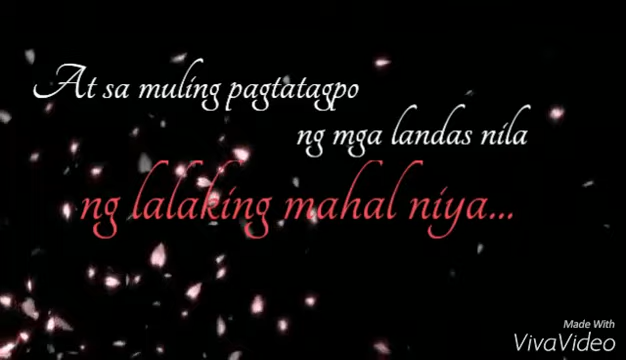 At sa muling pagtatagpo
ng mga landas nila
ng lalaking mahal niya...
Made With
VivaVideo